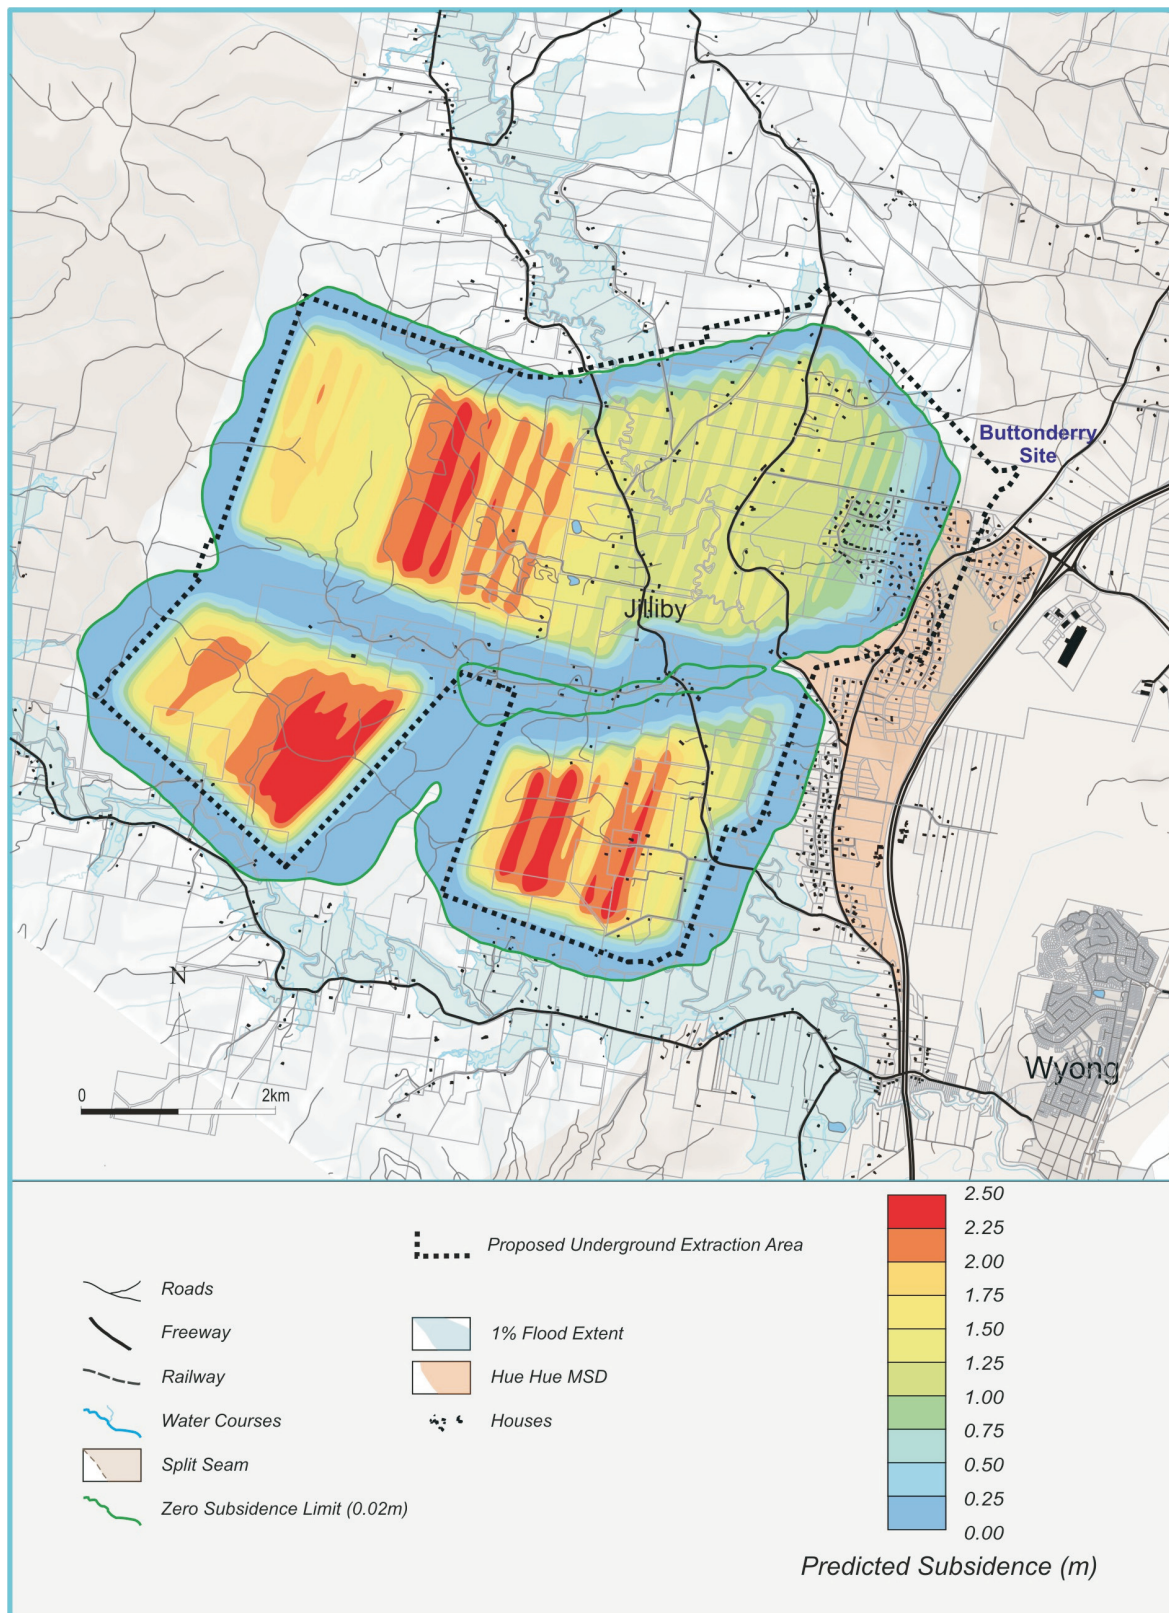 Buttonderry
Site
Jilliby
N
0
2km
Wyong
Proposed Underground Extraction Area
Roads
Freeway
Railway
Water Courses
Split Seam
Zero Subsidence Limit (0.02m)
1% Flood Extent
Hue Hue MSD
Houses
2.50
2.25
2.00
1.75
1.50
1.25
1.00
0.75
0.50
0.25
0.00
Predicted Subsidence (m)